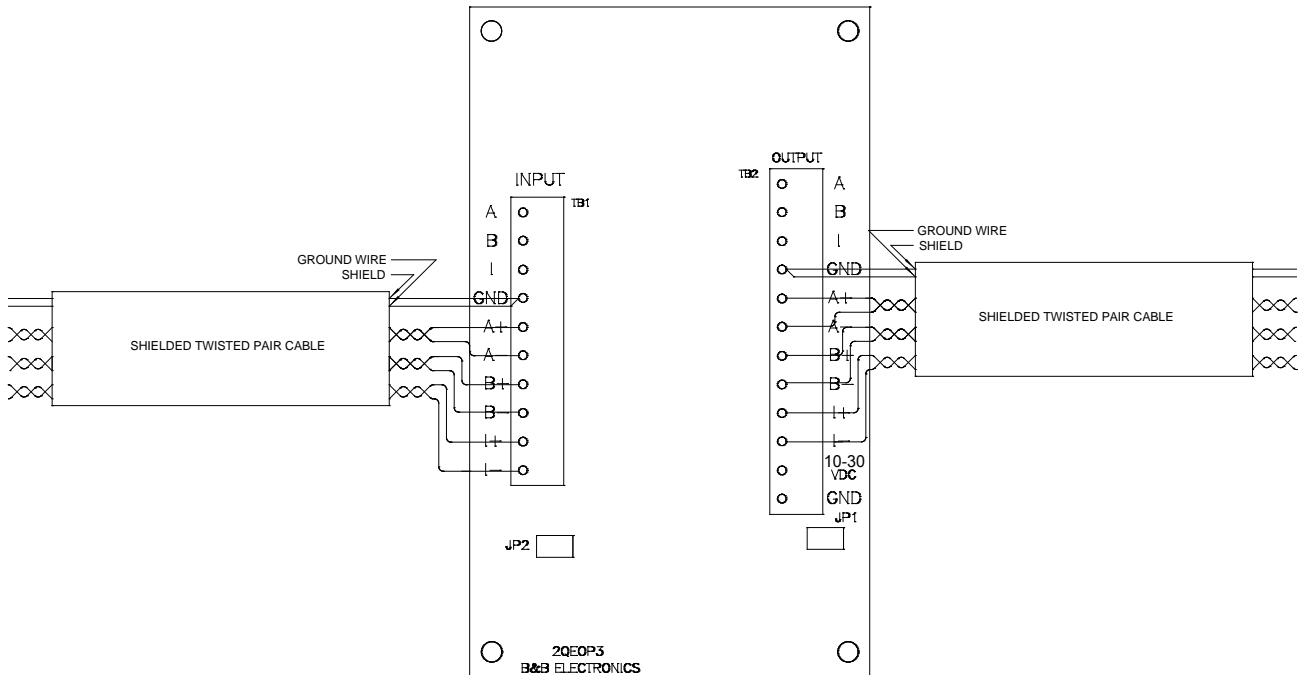 OUTPUT
TB2
A
B
I
GND
A+
A-
B+
B-
I+
I-
10-30
VDC
GND
JP1
INPUT
TB1
A
B
I
GND
A+
A-
B+
B-
I+
I-
JP2
GROUND WIRE
SHIELD
SHIELDED TWISTED PAIR CABLE
GROUND WIRE
SHIELD
SHIELDED TWISTED PAIR CABLE
2QEOP3
B&B ELECTRONICS